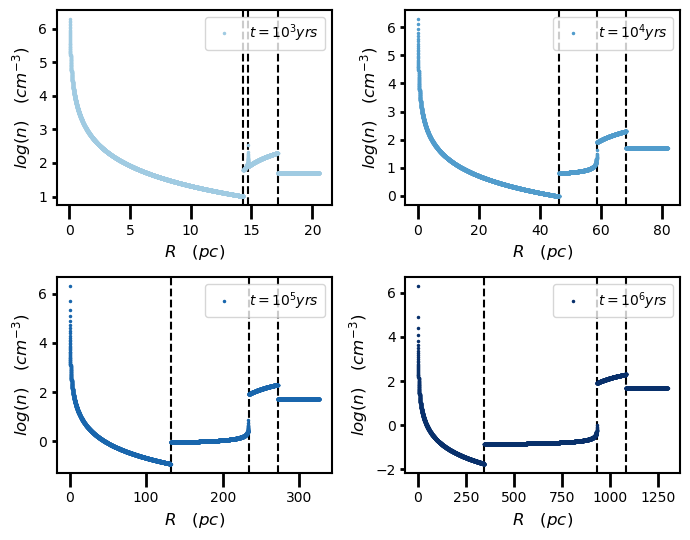 t = 10³yrs
log(n) (cm⁻³)
6
5
4
3
2
1
0 5 10 15 20
R (pc)
t = 10⁴yrs
log(n) (cm⁻³)
6
5
4
3
2
1
0
0 20 40 60 80
R (pc)
t = 10⁵yrs
log(n) (cm⁻³)
6
4
2
0
0 100 200 300
R (pc)
t = 10⁶yrs
log(n) (cm⁻³)
6
4
2
0
−2
0 250 500 750 1000 1250
R (pc)